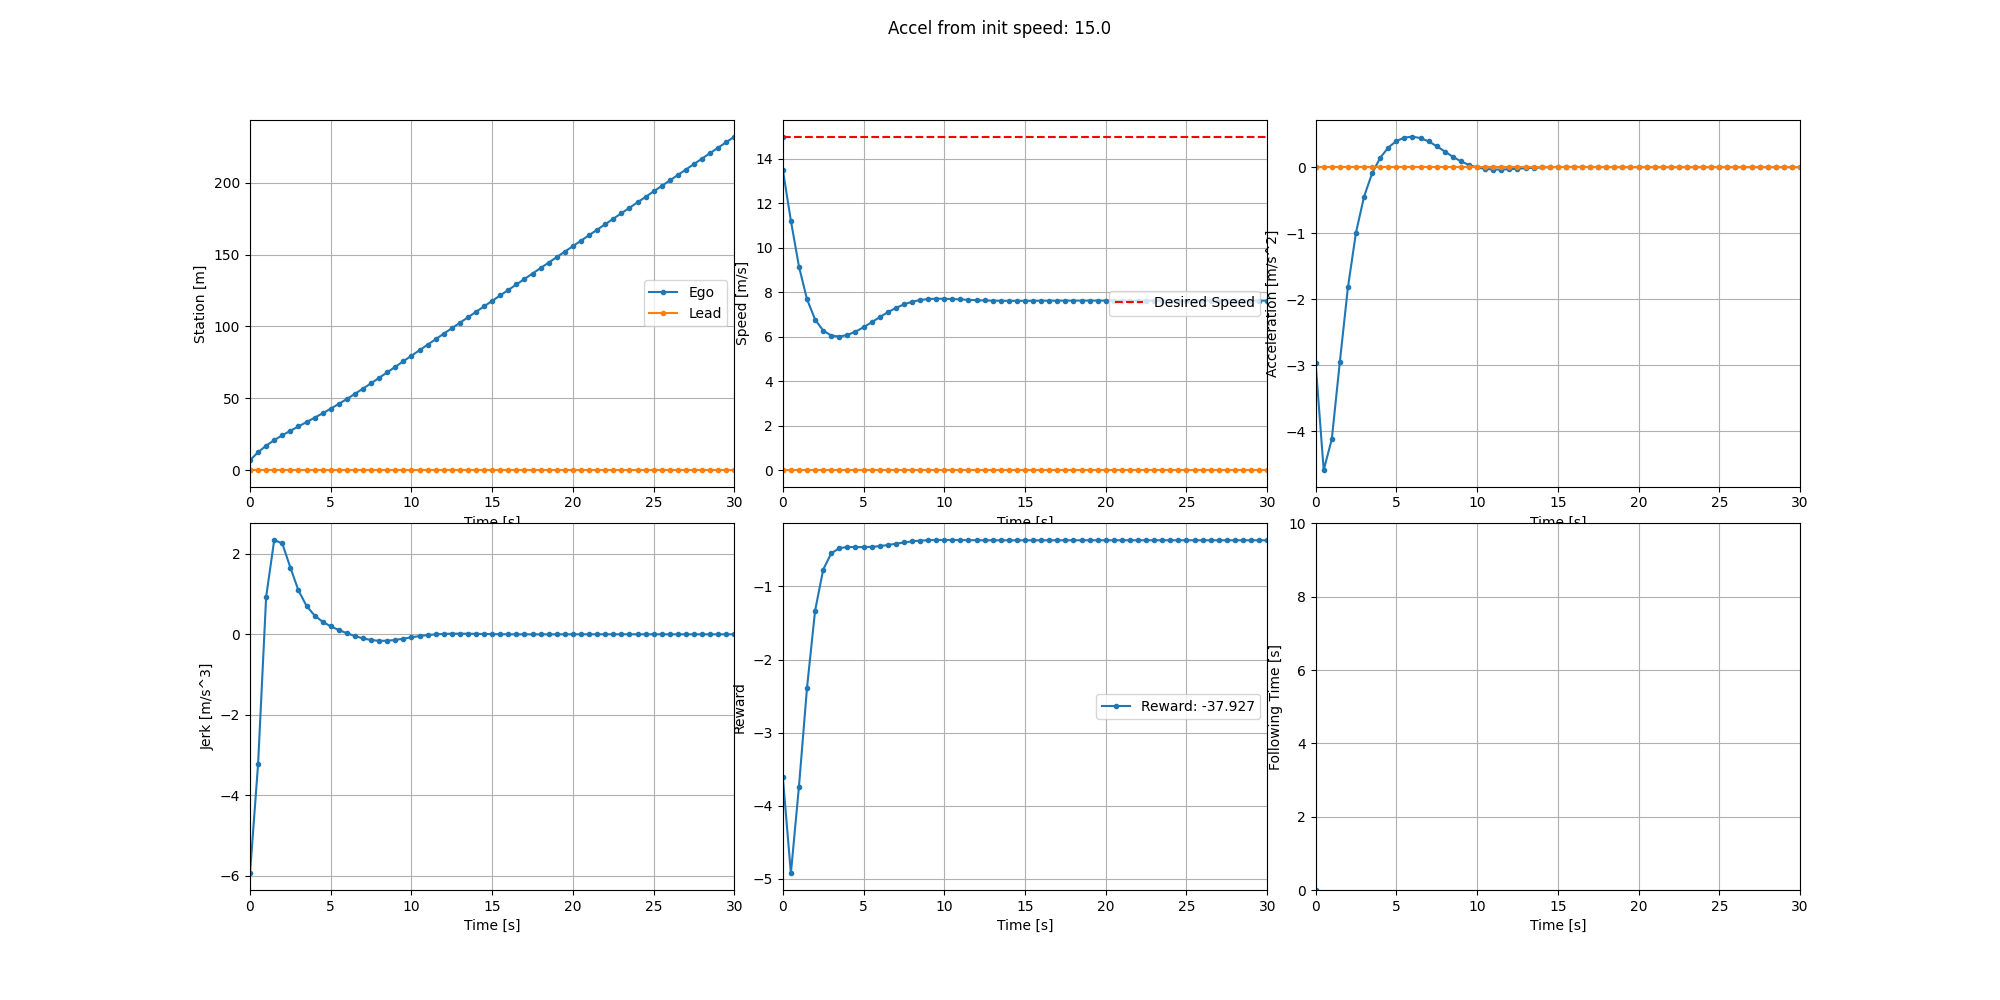 Accel from init speed: 15.0
Station [m]
200
150
100
50
0
0 5 10 15 20 25 30
Time [s]
Ego
Lead
Speed [m/s]
14
12
10
8
6
4
2
0
0 5 10 15 20 25 30
Time [s]
Desired Speed
Acceleration [m/s^2]
0
−1
−2
−3
−4
0 5 10 15 20 25 30
Time [s]
Jerk [m/s^3]
2
0
−2
−4
−6
0 5 10 15 20 25 30
Time [s]
Reward
−1
−2
−3
−4
−5
0 5 10 15 20 25 30
Time [s]
Reward: -37.927
Following Time [s]
10
8
6
4
2
0
0 5 10 15 20 25 30
Time [s]